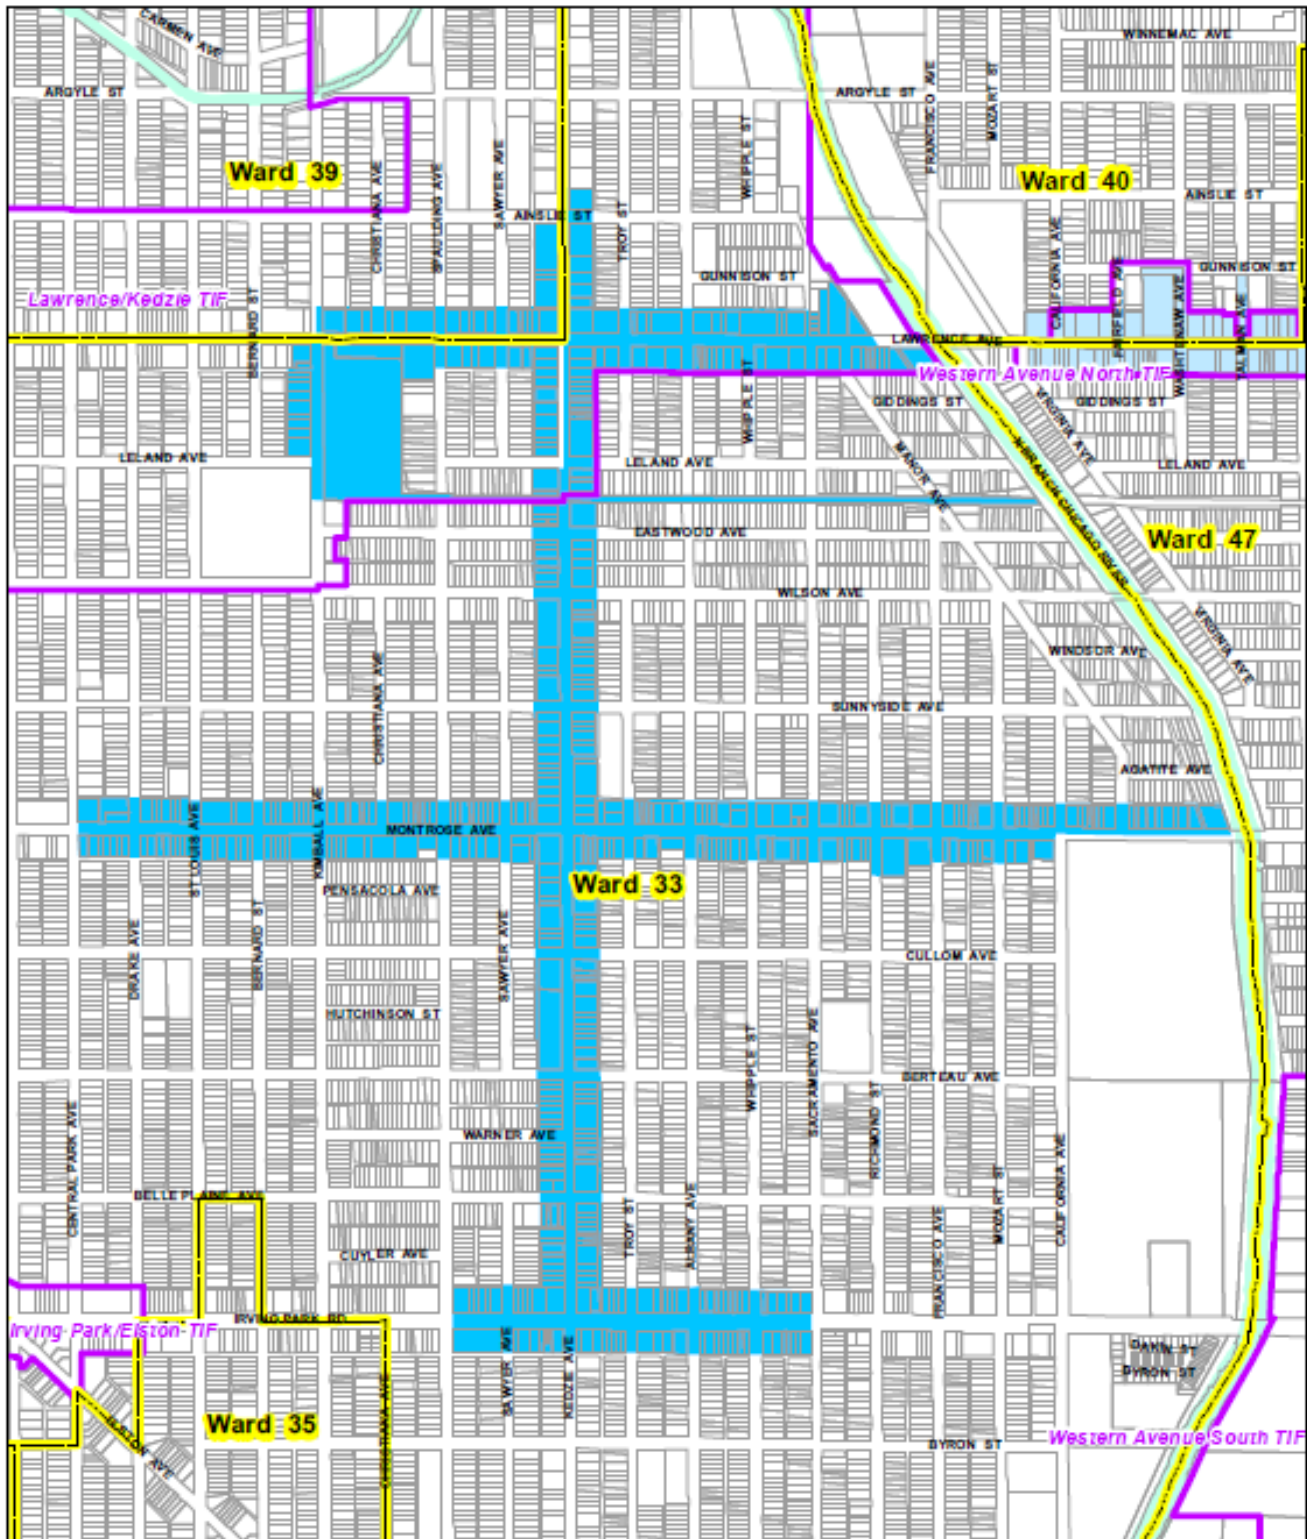 CARMEN AVE
WINNEMAC AVE
ARGYLE ST
ARGYLE ST
FRANCISCO AVE
MOZART ST
WHIPPLE ST
Ward 39
CHRISTIANA AVE
SPAULDING AVE
SAWYER AVE
Ward 40
AINSLIE ST
AINSLIE ST
TROY ST
CALIFORNIA AVE
GUNNISON ST
GUNNISON ST
Lawrence/Kedzie TIF
BERNARD ST
FAIRFIELD AVE
WASHTENAW AVE
TALMAN AVE
LAWRENCE AVE
Western Avenue North TIF
WHIPPLE ST
GIDDINGS ST
VIRGINIA AVE
GIDDINGS ST
LELAND AVE
LELAND AVE
MANOR AVE
N BRANCH CHICAGO RIVER
LELAND AVE
EASTWOOD AVE
Ward 47
WILSON AVE
VIRGINIA AVE
WINDSOR AVE
CHRISTIANA AVE
SUNNYSIDE AVE
AGATITE AVE
ST LOUIS AVE
KIMBALL AVE
MONTROSE AVE
PENSACOLA AVE
Ward 33
DRAKE AVE
BERNARD ST
SAWYER AVE
CULLOM AVE
HUTCHINSON ST
WHIPPLE ST
SACRAMENTO AVE
BERTEAU AVE
RICHMOND ST
CENTRAL PARK AVE
WARNER AVE
CALIFORNIA AVE
BELLE PLAINE AVE
TROY ST
ALBANY AVE
MOZART ST
FRANCISCO AVE
CUYLER AVE
IRVING PARK RD
Irving Park/Elston TIF
SAWYER AVE
KEDZIE AVE
DAKIN ST
BYRON ST
CHRISTIANA AVE
Ward 35
ELSTON AVE
BYRON ST
Western Avenue South TIF